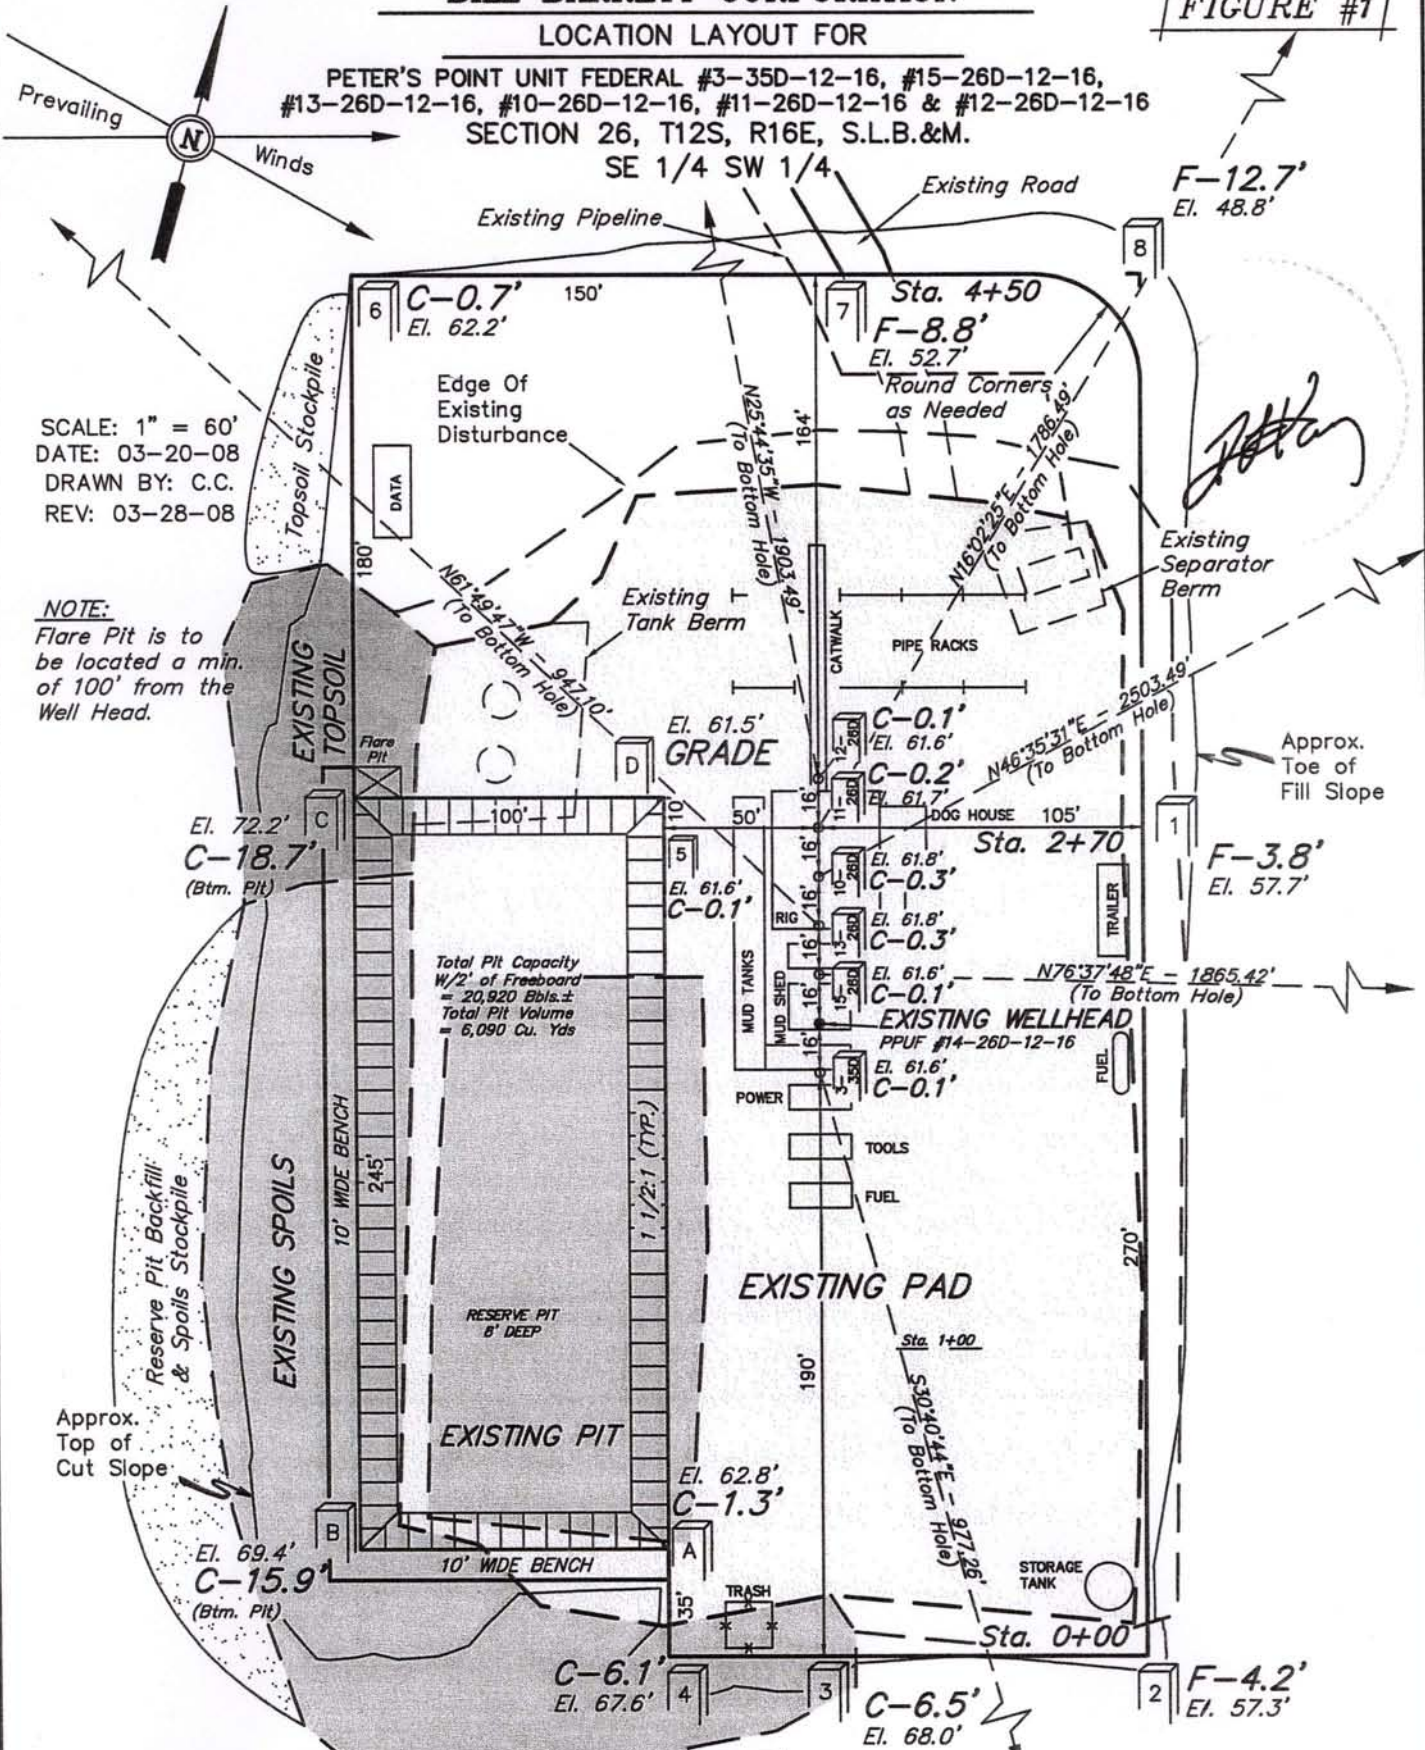 FIGURE #1
LOCATION LAYOUT FOR
PETER'S POINT UNIT FEDERAL #3-35D-12-16, #15-26D-12-16,
#13-26D-12-16, #10-26D-12-16, #11-26D-12-16 & #12-26D-12-16
SECTION 26, T12S, R16E, S.L.B.&M.
SE 1/4 SW 1/4
Prevailing
Winds
N
Existing Pipeline
Existing Road
F-12.7'
El. 48.8'
8
6
C-0.7'
El. 62.2'
150'
7
Sta. 4+50
F-8.8'
El. 52.7'
Round Corners
as Needed
Topsoil Stockpile
Edge Of
Existing
Disturbance
SCALE: 1" = 60'
DATE: 03-20-08
DRAWN BY: C.C.
REV: 03-28-08
DATA
180'
164'
N25°44'35"W - 1903.49'
(To Bottom Hole)
N16°02'25"E - 1786.49'
(To Bottom Hole)
Existing
Separator
Berm
NOTE:
Flare Pit is to
be located a min.
of 100' from the
Well Head.
N61°49'47"W - 947.10'
(To Bottom Hole)
Existing
Tank Berm
CATWALK
PIPE RACKS
EXISTING
TOPSOIL
Flare
Pit
D
El. 61.5'
GRADE
12-26D
C-0.1'
El. 61.6'
11-26D
C-0.2'
El. 61.7'
N46°35'31"E - 2503.49'
(To Bottom Hole)
Approx.
Toe of
Fill Slope
C
El. 72.2'
C-18.7'
(Btm. Pit)
100'
10'
50'
16'
DOG HOUSE
105'
Sta. 2+70
1
F-3.8'
El. 57.7'
5
El. 61.6'
C-0.1'
16'
10-26D
El. 61.8'
C-0.3'
TRAILER
RIG
16'
13-26D
El. 61.8'
C-0.3'
Total Pit Capacity
W/2' of Freeboard
= 20,920 Bbls.±
Total Pit Volume
= 6,090 Cu. Yds
MUD TANKS
MUD SHED
16'
16'
15-26D
El. 61.6'
C-0.1'
N76°37'48"E - 1865.42'
(To Bottom Hole)
EXISTING WELLHEAD
PPUF #14-26D-12-16
16'
3-35D
El. 61.6'
C-0.1'
FUEL
POWER
TOOLS
FUEL
10' WIDE BENCH
245'
1 1/2:1 (TYP.)
EXISTING SPOILS
Reserve Pit Backfill
& Spoils Stockpile
270'
EXISTING PAD
RESERVE PIT
8' DEEP
Sta. 1+00
190'
S30°40'44"E - 977.26'
(To Bottom Hole)
Approx.
Top of
Cut Slope
EXISTING PIT
El. 62.8'
C-1.3'
B
El. 69.4'
C-15.9'
(Btm. Pit)
A
10' WIDE BENCH
35'
TRASH
STORAGE
TANK
Sta. 0+00
C-6.1'
El. 67.6'
4
3
C-6.5'
El. 68.0'
2
F-4.2'
El. 57.3'